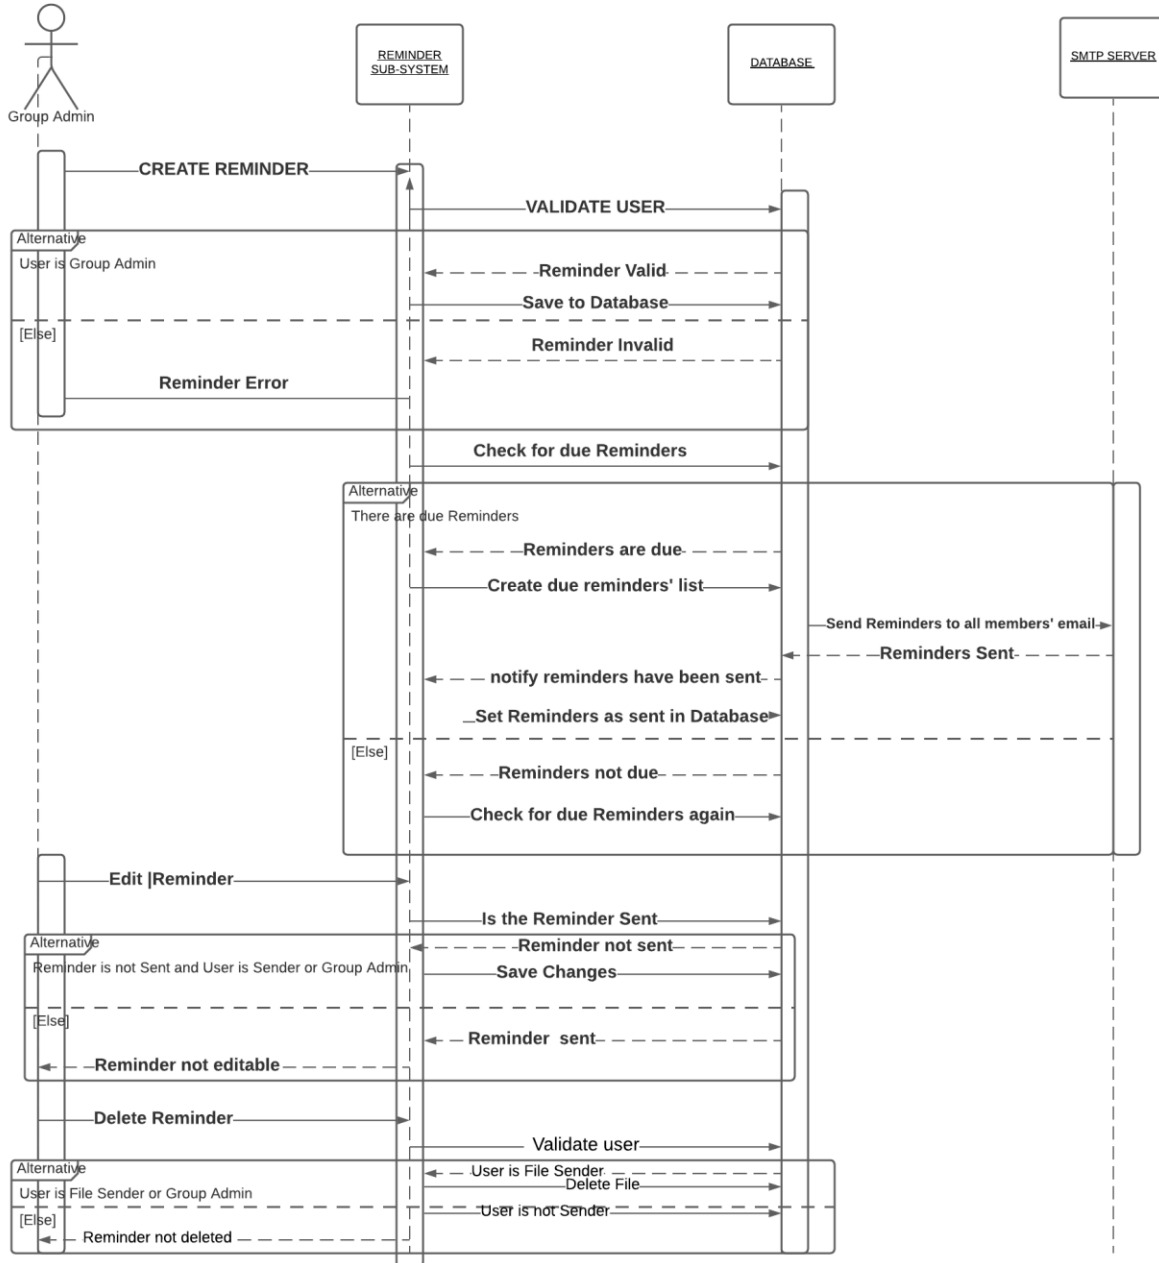 REMINDER
SUB-SYSTEM
DATABASE
SMTP SERVER
Group Admin
CREATE REMINDER
VALIDATE USER
Alternative
User is Group Admin
Reminder Valid
Save to Database
[Else]
Reminder Invalid
Reminder Error
Check for due Reminders
Alternative
There are due Reminders
Reminders are due
Create due reminders' list
Send Reminders to all members' email
Reminders Sent
notify reminders have been sent
Set Reminders as sent in Database
[Else]
Reminders not due
Check for due Reminders again
Edit |Reminder
Is the Reminder Sent
Alternative
Reminder not sent
Reminder is not Sent and User is Sender or Group Admin
Save Changes
[Else]
Reminder sent
Reminder not editable
Delete Reminder
Validate user
Alternative
User is File Sender
Delete File
User is File Sender or Group Admin
User is not Sender
[Else]
Reminder not deleted